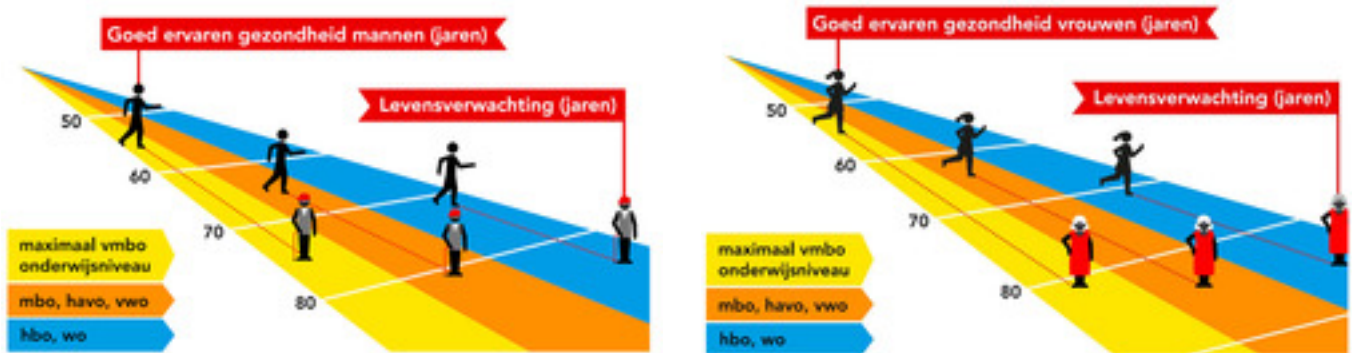 Goed ervaren gezondheid mannen (jaren)
Levensverwachting (jaren)
50
60
70
80
maximaal vmbo
onderwijsniveau
mbo, havo, vwo
hbo, wo
Goed ervaren gezondheid vrouwen (jaren)
Levensverwachting (jaren)
50
60
70
80
maximaal vmbo
onderwijsniveau
mbo, havo, vwo
hbo, wo